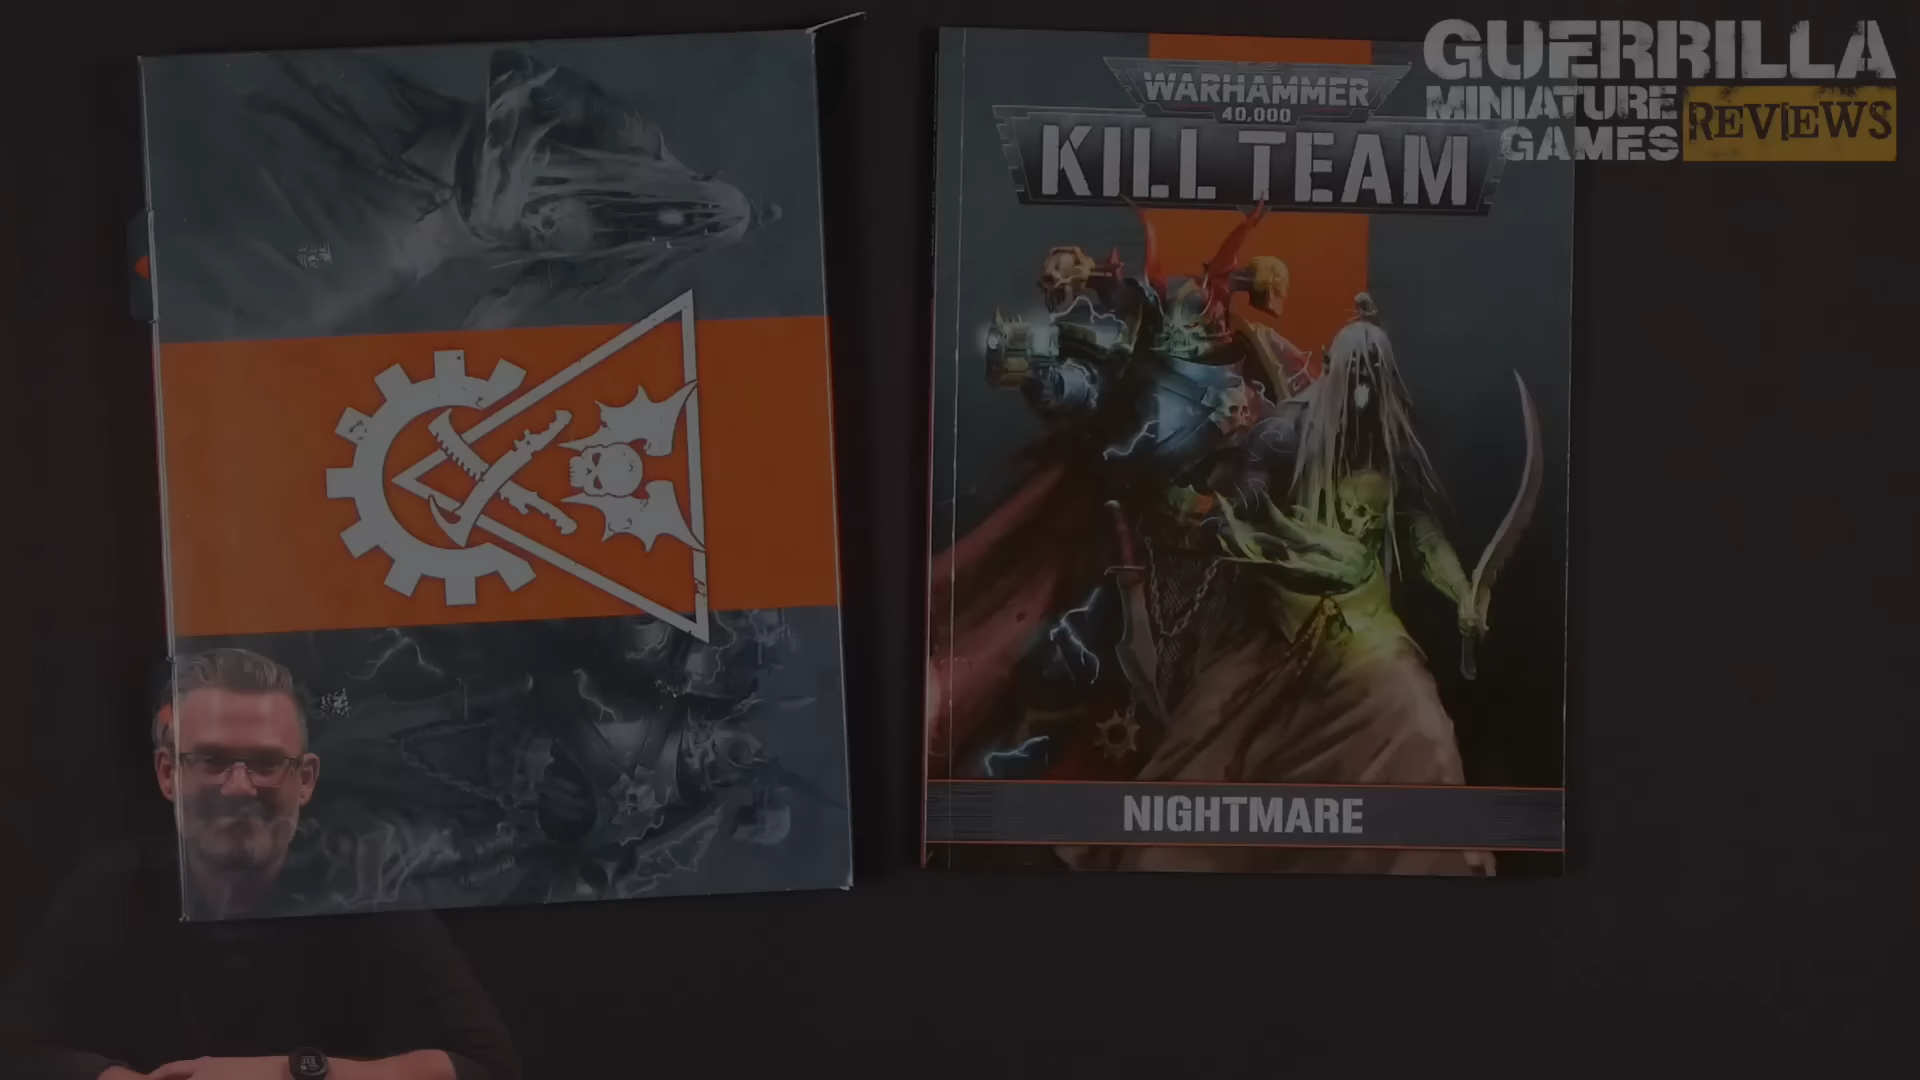 GUERRILLA
MINIATURE
GAMES
REVIEWS
WARHAMMER
40,000
KILL TEAM
NIGHTMARE